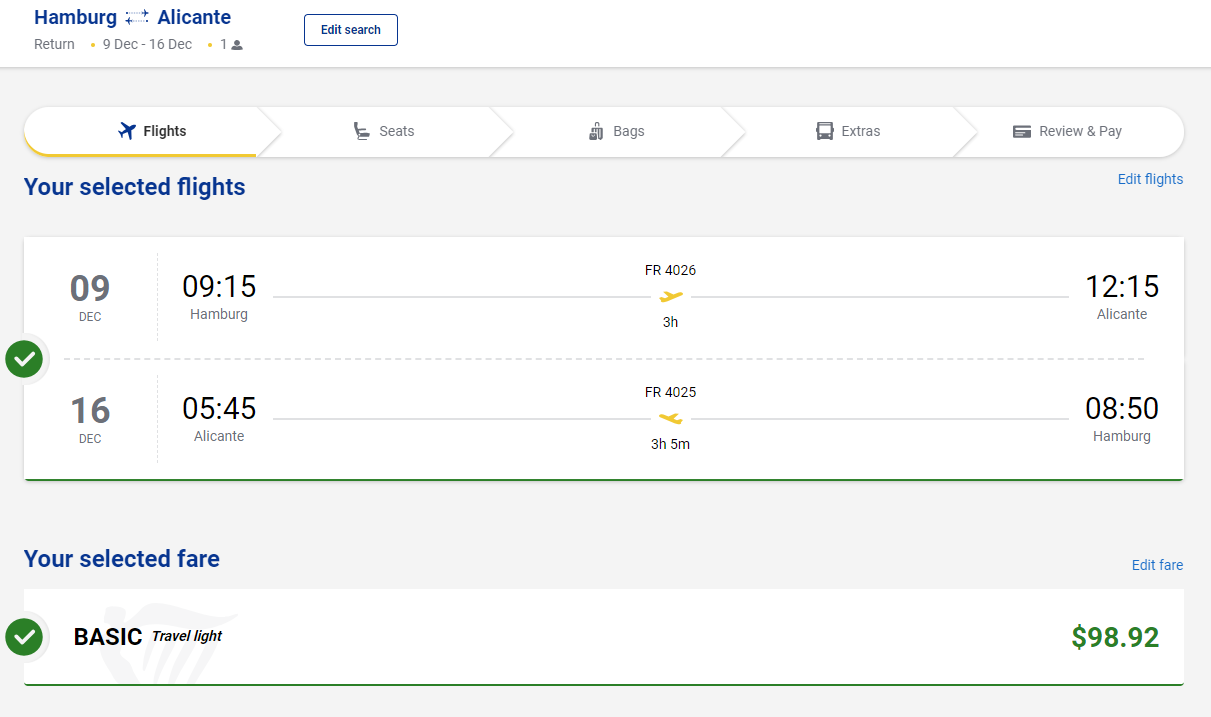 Hamburg Alicante
Edit search
Return • 9 Dec - 16 Dec • 1
Flights
Seats
Bags
Extras
Review & Pay
Your selected flights
Edit flights
09
DEC
09:15
Hamburg
FR 4026
3h
12:15
Alicante
16
DEC
05:45
Alicante
FR 4025
3h 5m
08:50
Hamburg
Your selected fare
Edit fare
BASIC Travel light
$98.92